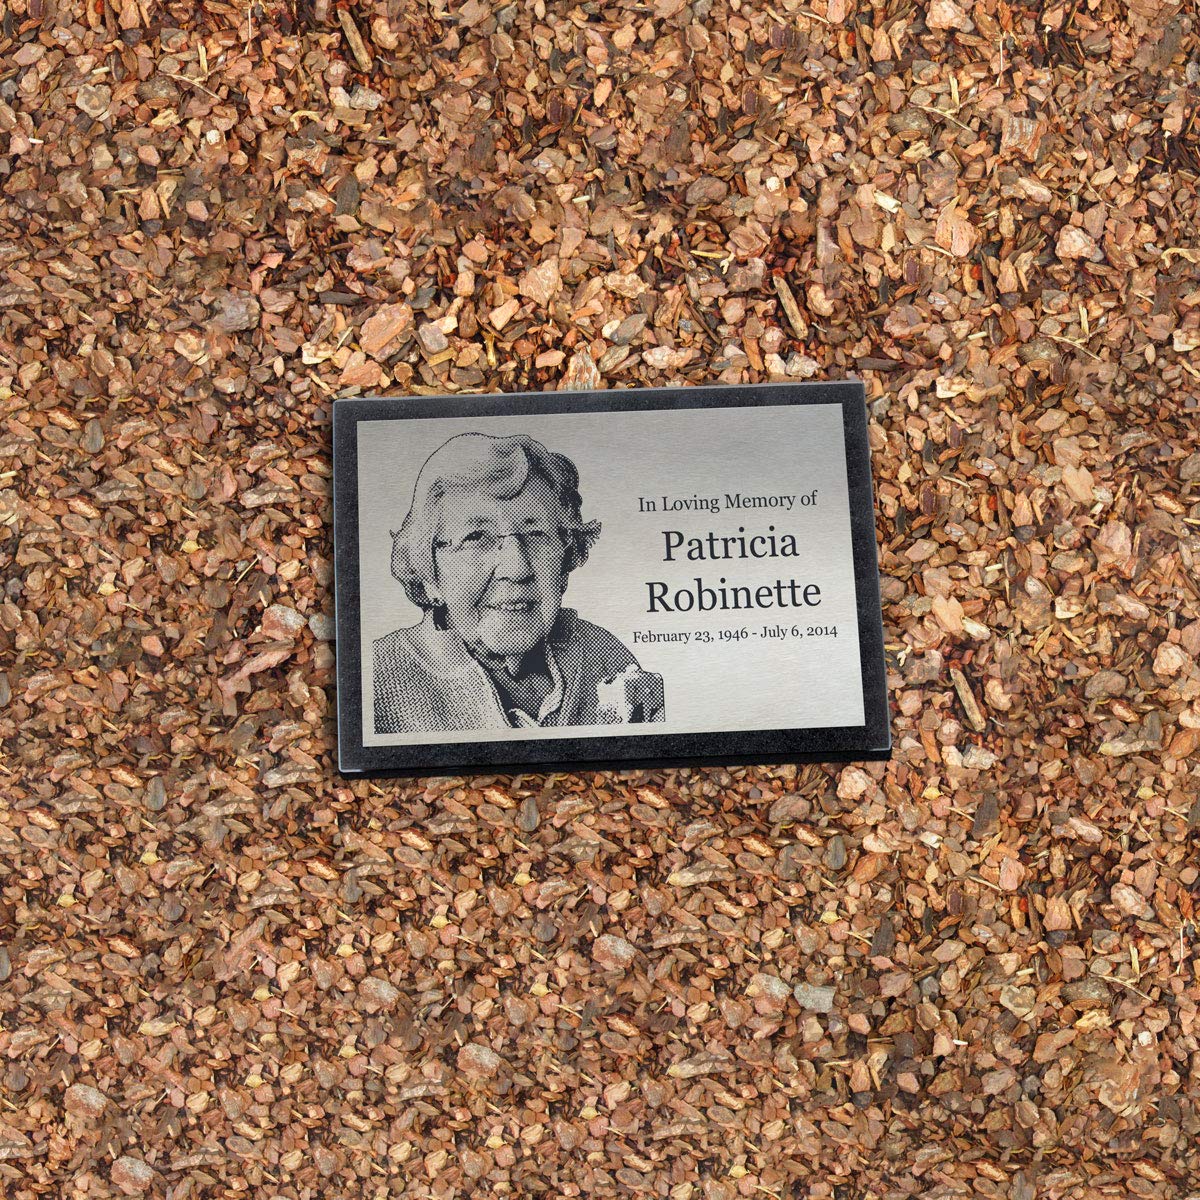 In Loving Memory of
Patricia
Robinette
February 23, 1946 - July 6, 2014